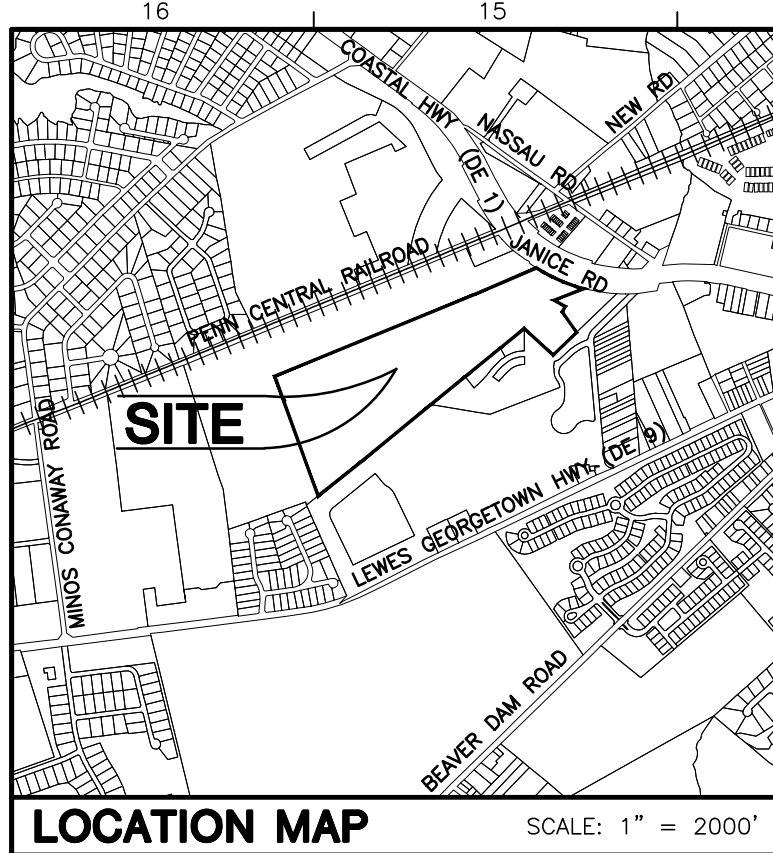 16 15
COASTAL HWY (DE 1)
NASSAU RD
NEW RD
JANICE RD
PENN CENTRAL RAILROAD
SITE
MINOS CONAWAY ROAD
LEWES GEORGETOWN HWY. (DE 9)
BEAVER DAM ROAD
LOCATION MAP SCALE: 1" = 2000'